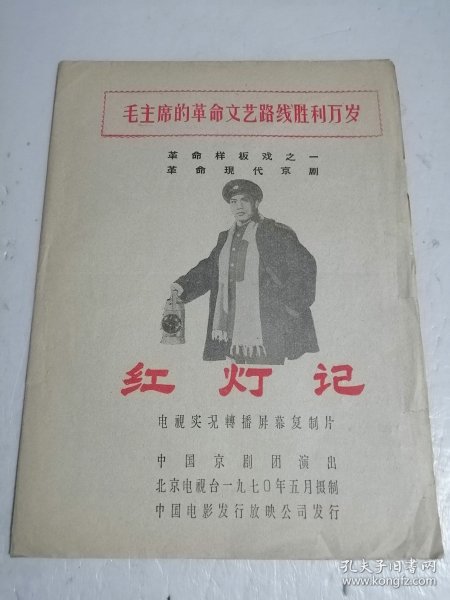 毛主席的革命文艺路线胜利万岁
革命样板戏之一
革命现代京剧
红灯记
电视实况轉播屏幕复制片
中国京剧团演出
北京电视台一九七〇年五月摄制
中国电影发行放映公司发行
孔夫子旧书网
www.kongfz.com